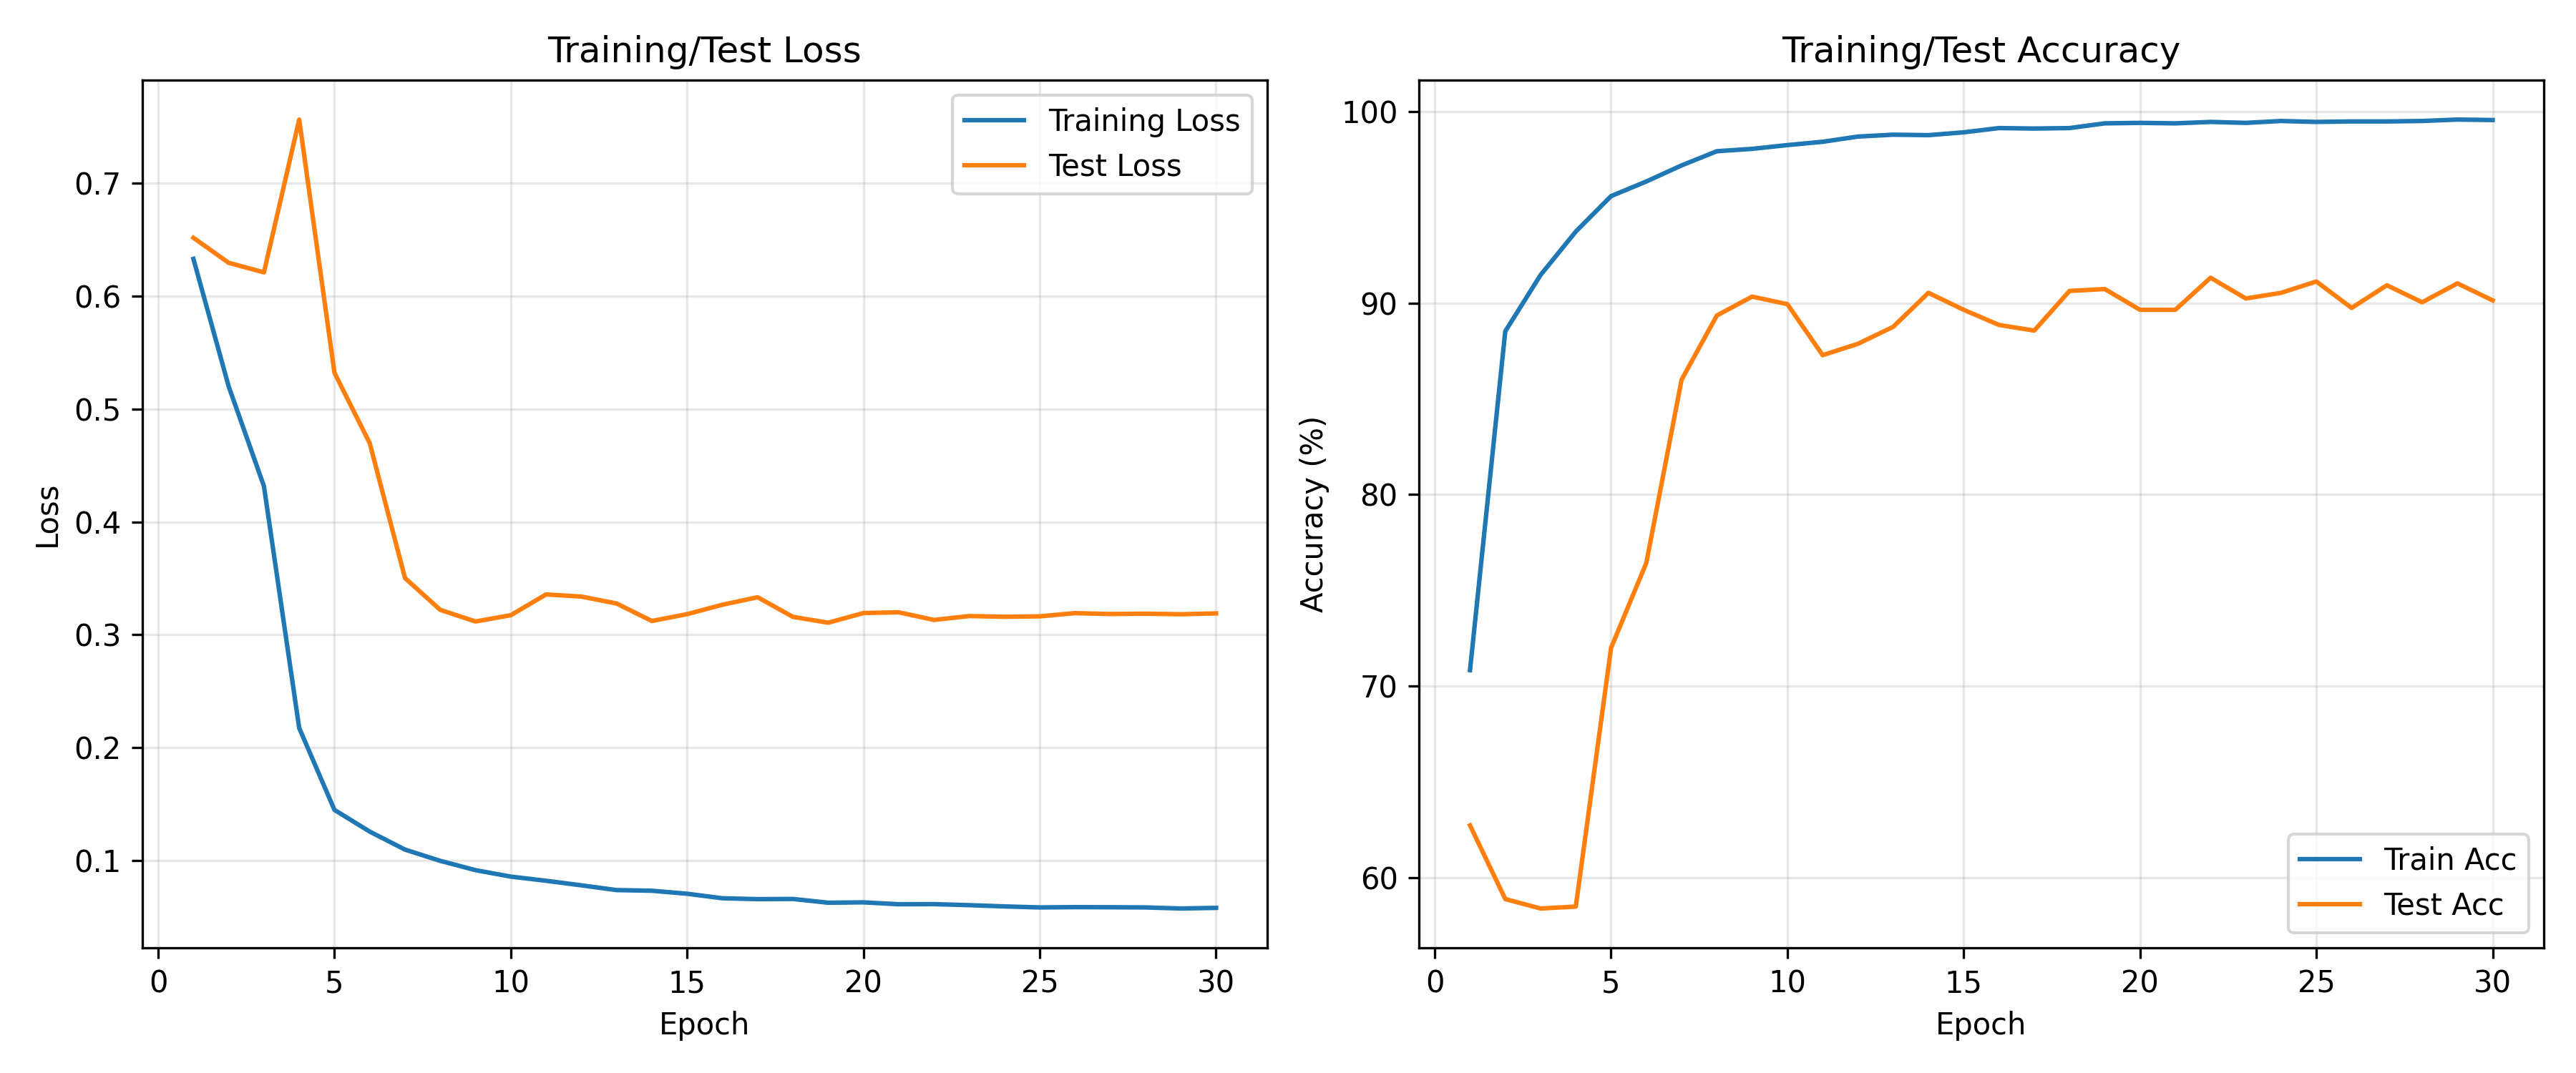 Training/Test Loss
Training Loss
Test Loss
0.7
0.6
0.5
0.4
0.3
0.2
0.1
Loss
0 5 10 15 20 25 30
Epoch
Training/Test Accuracy
100
90
80
70
60
Accuracy (%)
Train Acc
Test Acc
0 5 10 15 20 25 30
Epoch